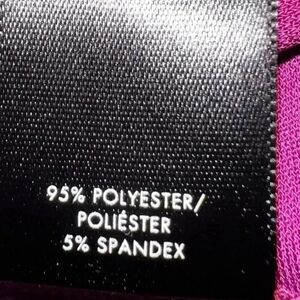 95% POLYESTER/
POLIÉSTER
5% SPANDEX